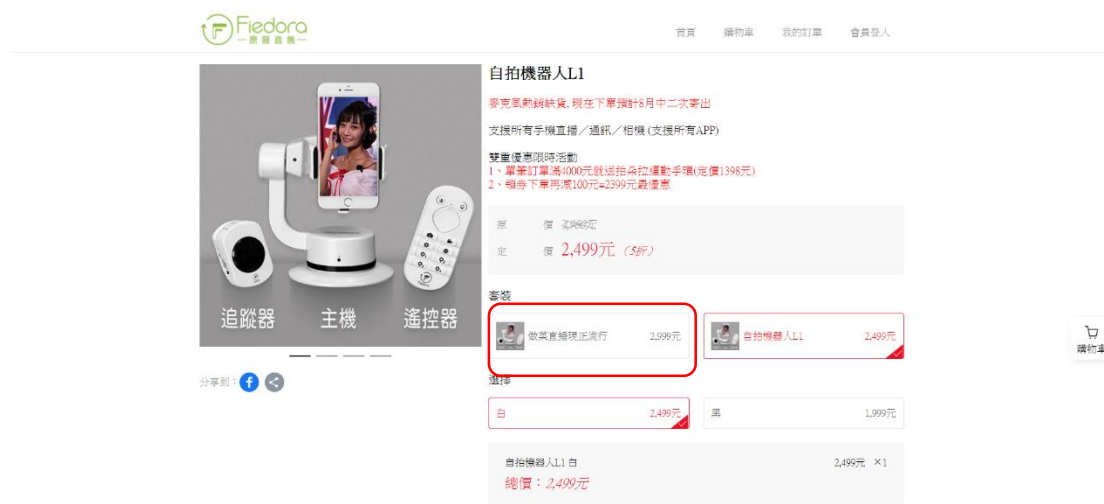 Fiedora
原廠直售
首頁 購物車 我的訂單 會員登入
自拍機器人L1
麥克風熱銷缺貨, 現在下單預計8月中二次寄出
支援所有手機直播／通訊／相機 (支援所有APP)
雙重優惠限時活動
1、單筆訂單滿4000元就送拍朵拉運動手環(定價1398元)
2、領券下單再減100元=2399元最優惠
原 價
定 價 2,499元 (5折)
追蹤器 主機 遙控器
套裝
做菜直播現正流行 2,999元
自拍機器人L1 2,499元
購物車
分享到：
選擇
白 2,499元
黑 1,999元
自拍機器人L1 白 2,499元 ×1
總價：2,499元